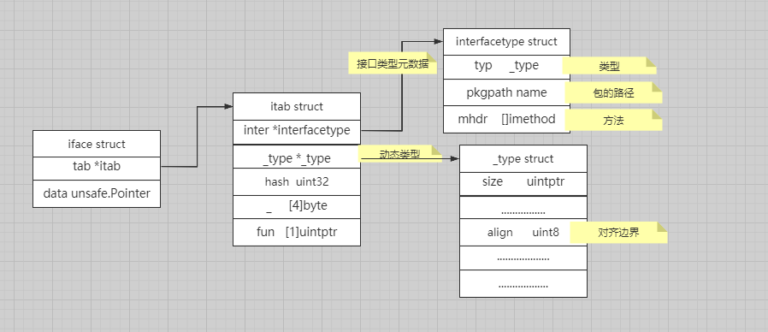 iface struct
tab *itab
data unsafe.Pointer
itab struct
inter *interfacetype
_type *_type
hash uint32
_ [4]byte
fun [1]uintptr
接口类型元数据
动态类型
interfacetype struct
typ _type
类型
pkgpath name
包的路径
mhdr []imethod
方法
_type struct
size uintptr
................
align uint8
对齐边界
...................
..................